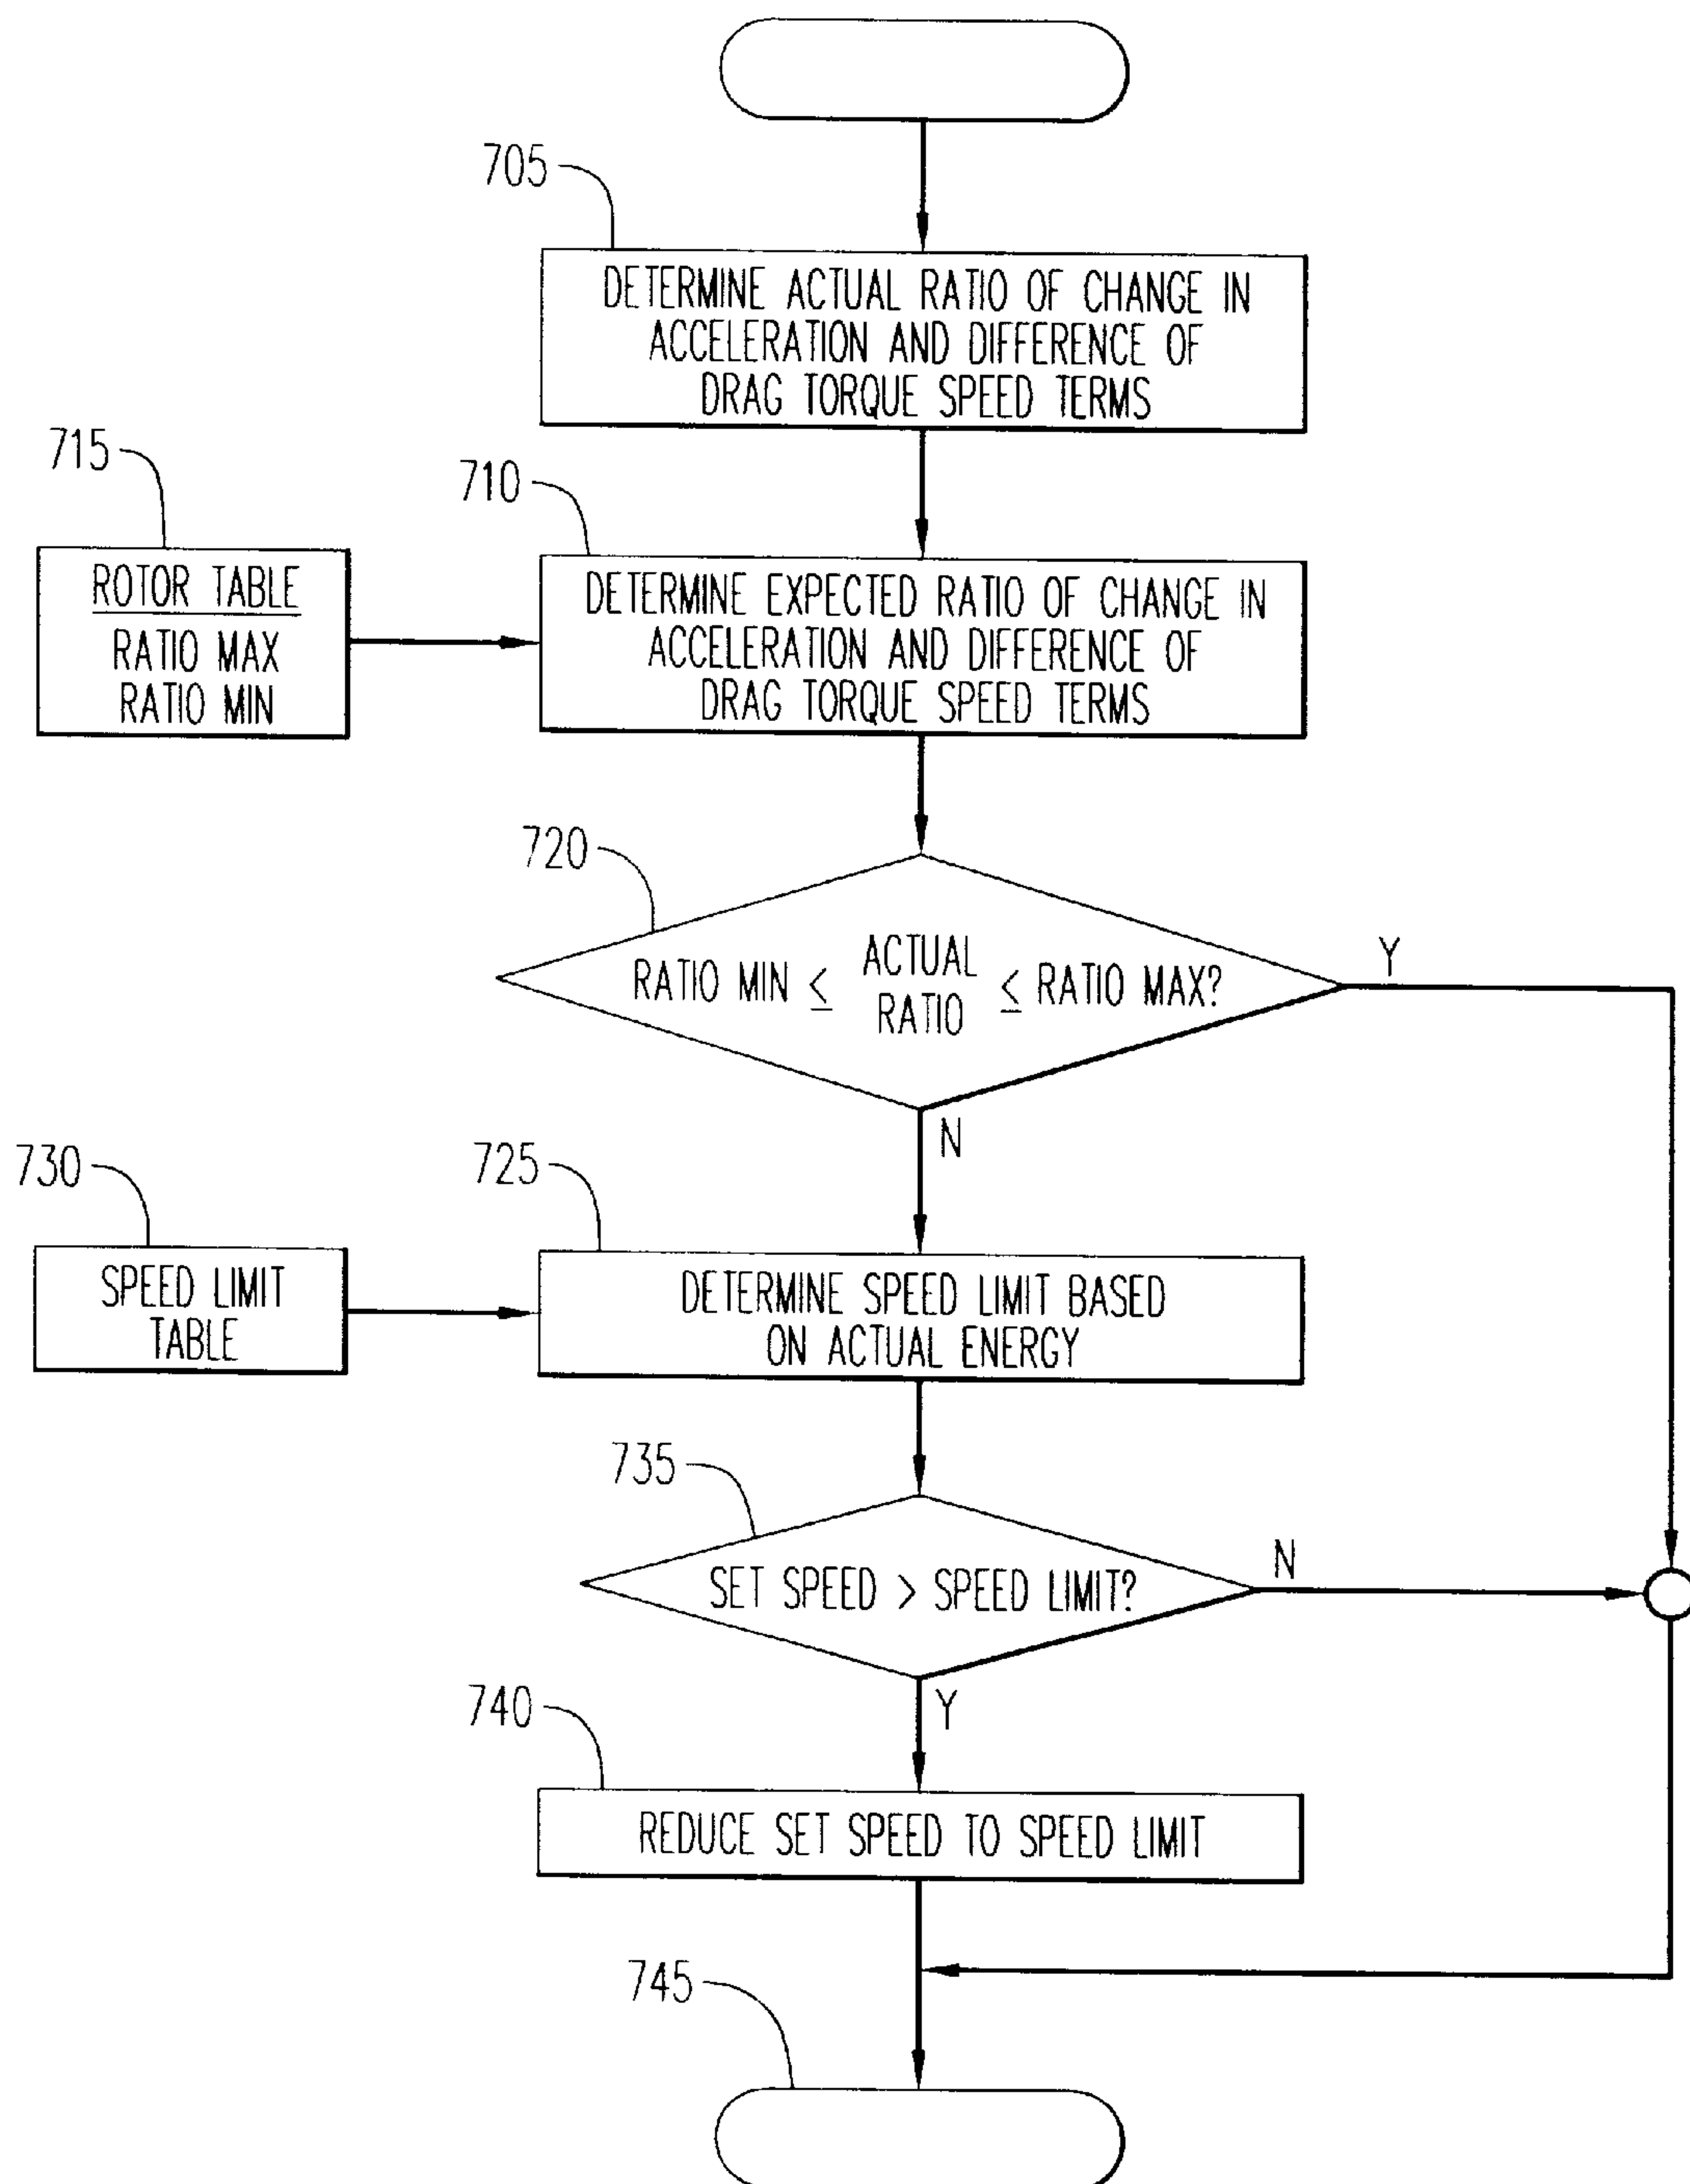 705
DETERMINE ACTUAL RATIO OF CHANGE IN
ACCELERATION AND DIFFERENCE OF
DRAG TORQUE SPEED TERMS
715
ROTOR TABLE
RATIO MAX
RATIO MIN
710
DETERMINE EXPECTED RATIO OF CHANGE IN
ACCELERATION AND DIFFERENCE OF
DRAG TORQUE SPEED TERMS
720
RATIO MIN ≤ ACTUAL RATIO ≤ RATIO MAX?
Y
N
730
SPEED LIMIT
TABLE
725
DETERMINE SPEED LIMIT BASED
ON ACTUAL ENERGY
735
SET SPEED > SPEED LIMIT?
N
Y
740
REDUCE SET SPEED TO SPEED LIMIT
745